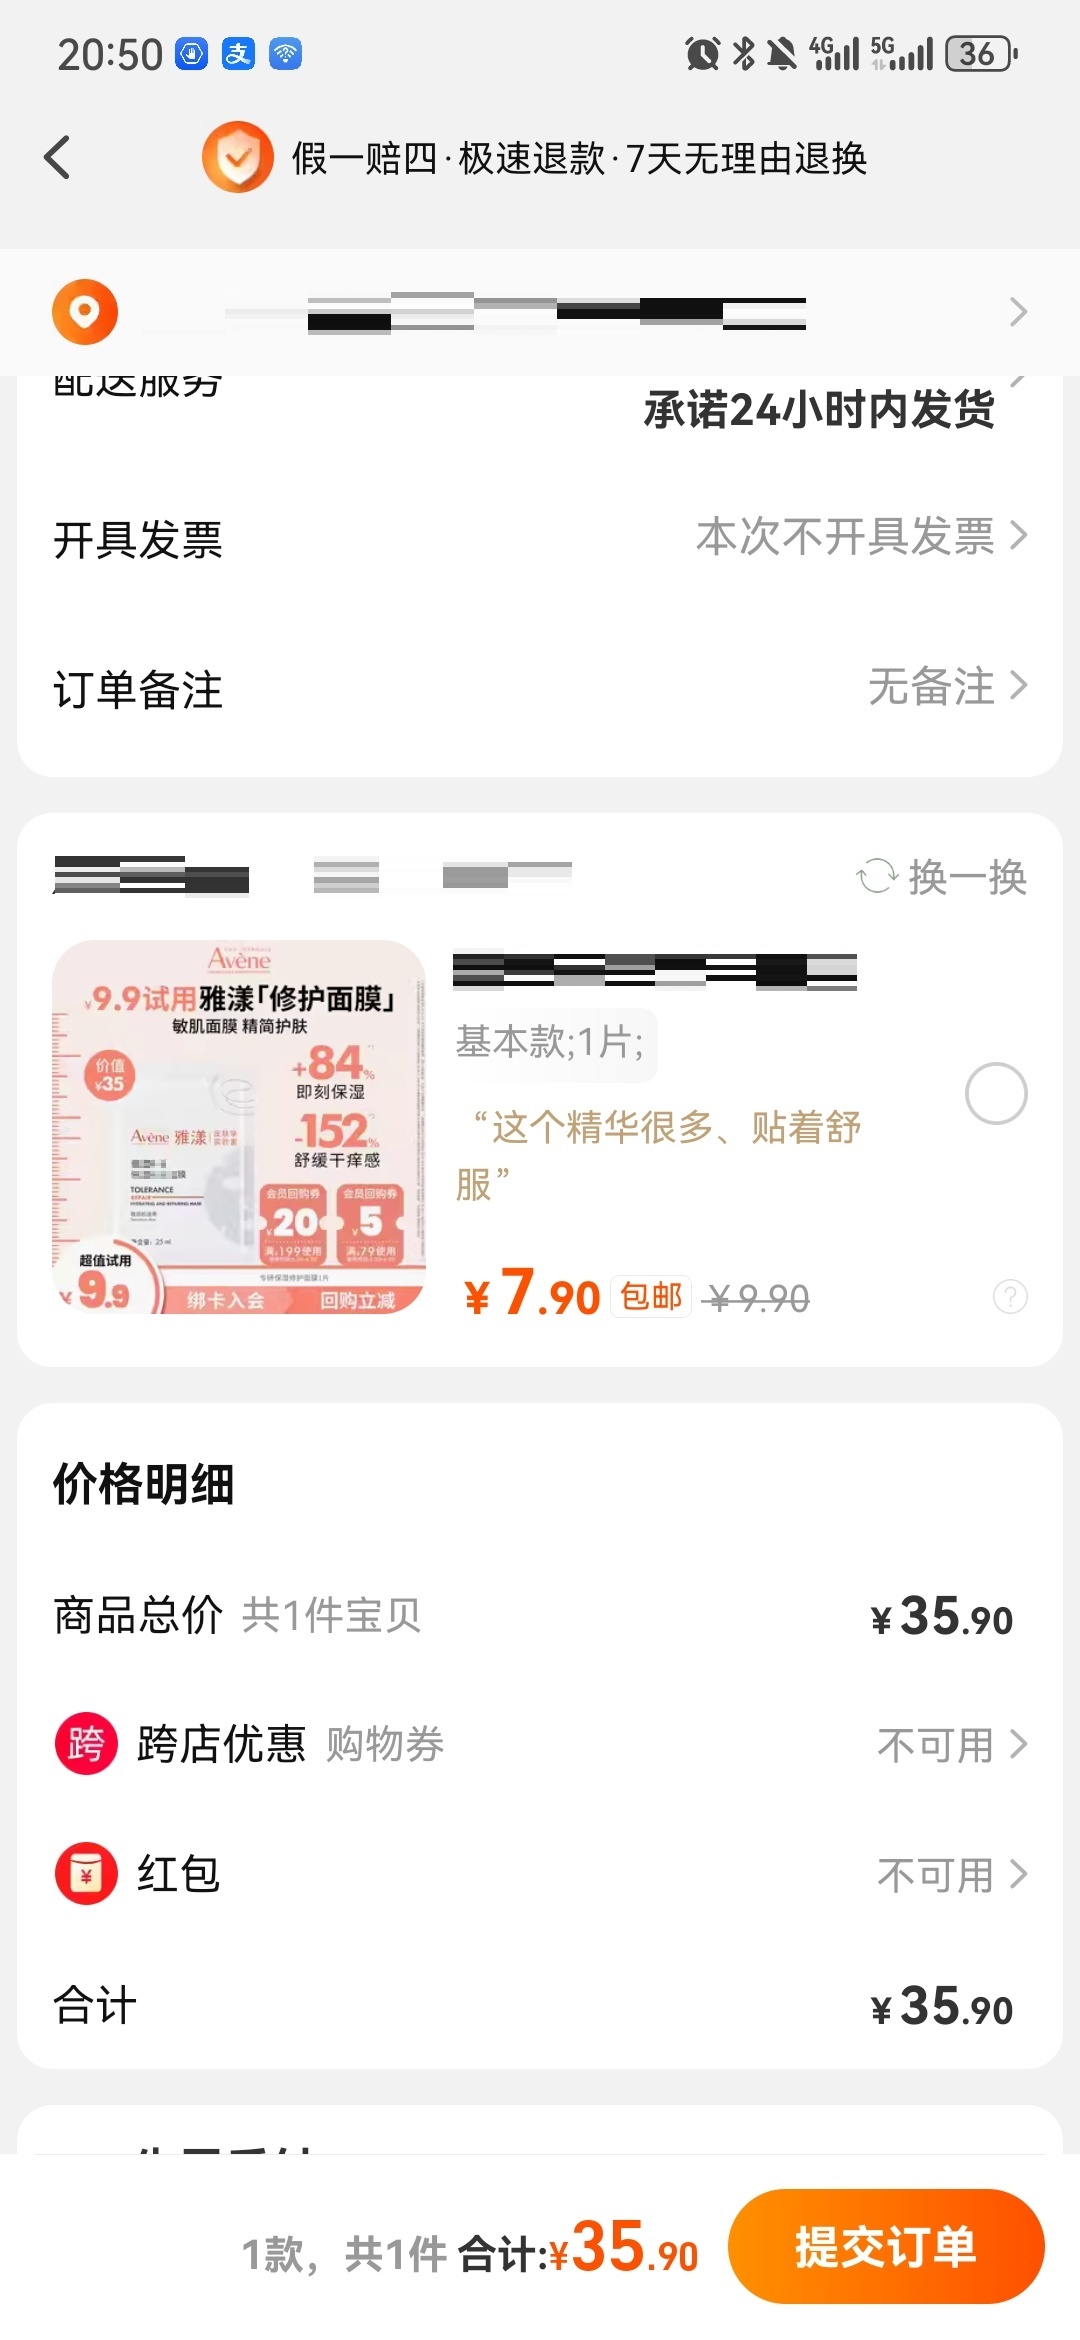 20:50
4G 5G 36
假一赔四·极速退款·7天无理由退换
配送服务
承诺24小时内发货
开具发票 本次不开具发票
订单备注 无备注
换一换
Avène
¥9.9试用雅漾「修护面膜」
敏肌面膜 精简护肤
价值
¥35
+84%
即刻保湿
-152%
舒缓干痒感
Avène 雅漾
TOLERANCE
会员回购券
¥20
满199使用
会员回购券
¥5
满79使用
超值试用
¥9.9
绑卡入会 回购立减
基本款;1片;
“这个精华很多、贴着舒
服”
¥7.90 包邮 ¥9.90
价格明细
商品总价 共1件宝贝 ¥35.90
跨 跨店优惠 购物券 不可用
红包 不可用
合计 ¥35.90
1款，共1件 合计:¥35.90
提交订单